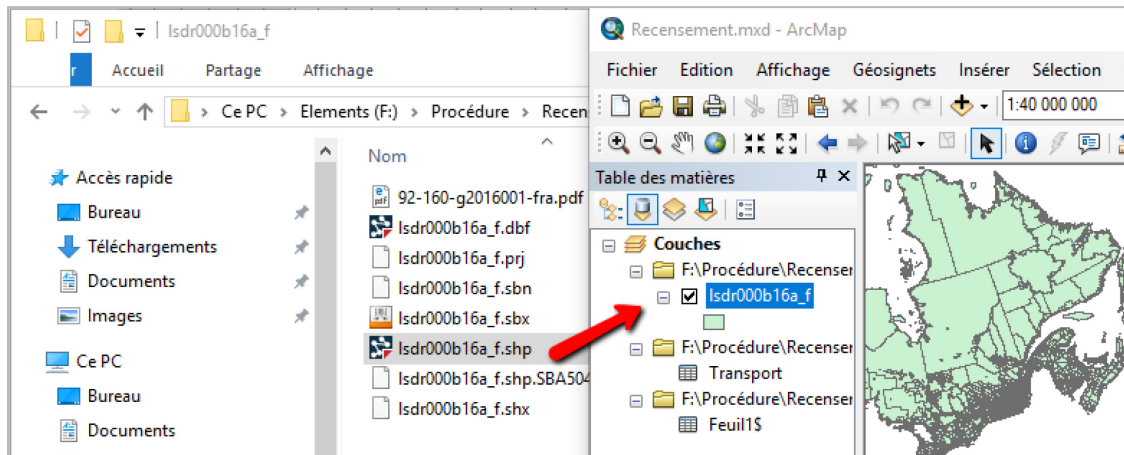 lsdr000b16a_f
r Accueil Partage Affichage
Ce PC Elements (F:) Procédure Recen
Nom
Accès rapide
Bureau
Téléchargements
Documents
Images
Ce PC
Bureau
Documents
92-160-g2016001-fra.pdf
lsdr000b16a_f.dbf
lsdr000b16a_f.prj
lsdr000b16a_f.sbn
lsdr000b16a_f.sbx
lsdr000b16a_f.shp
lsdr000b16a_f.shp.SBA504
lsdr000b16a_f.shx
Recensement.mxd - ArcMap
Fichier Edition Affichage Géosignets Insérer Sélection
1:40 000 000
Table des matières
Couches
F:\Procédure\Recenser
lsdr000b16a_f
F:\Procédure\Recenser
Transport
F:\Procédure\Recenser
Feuil1$